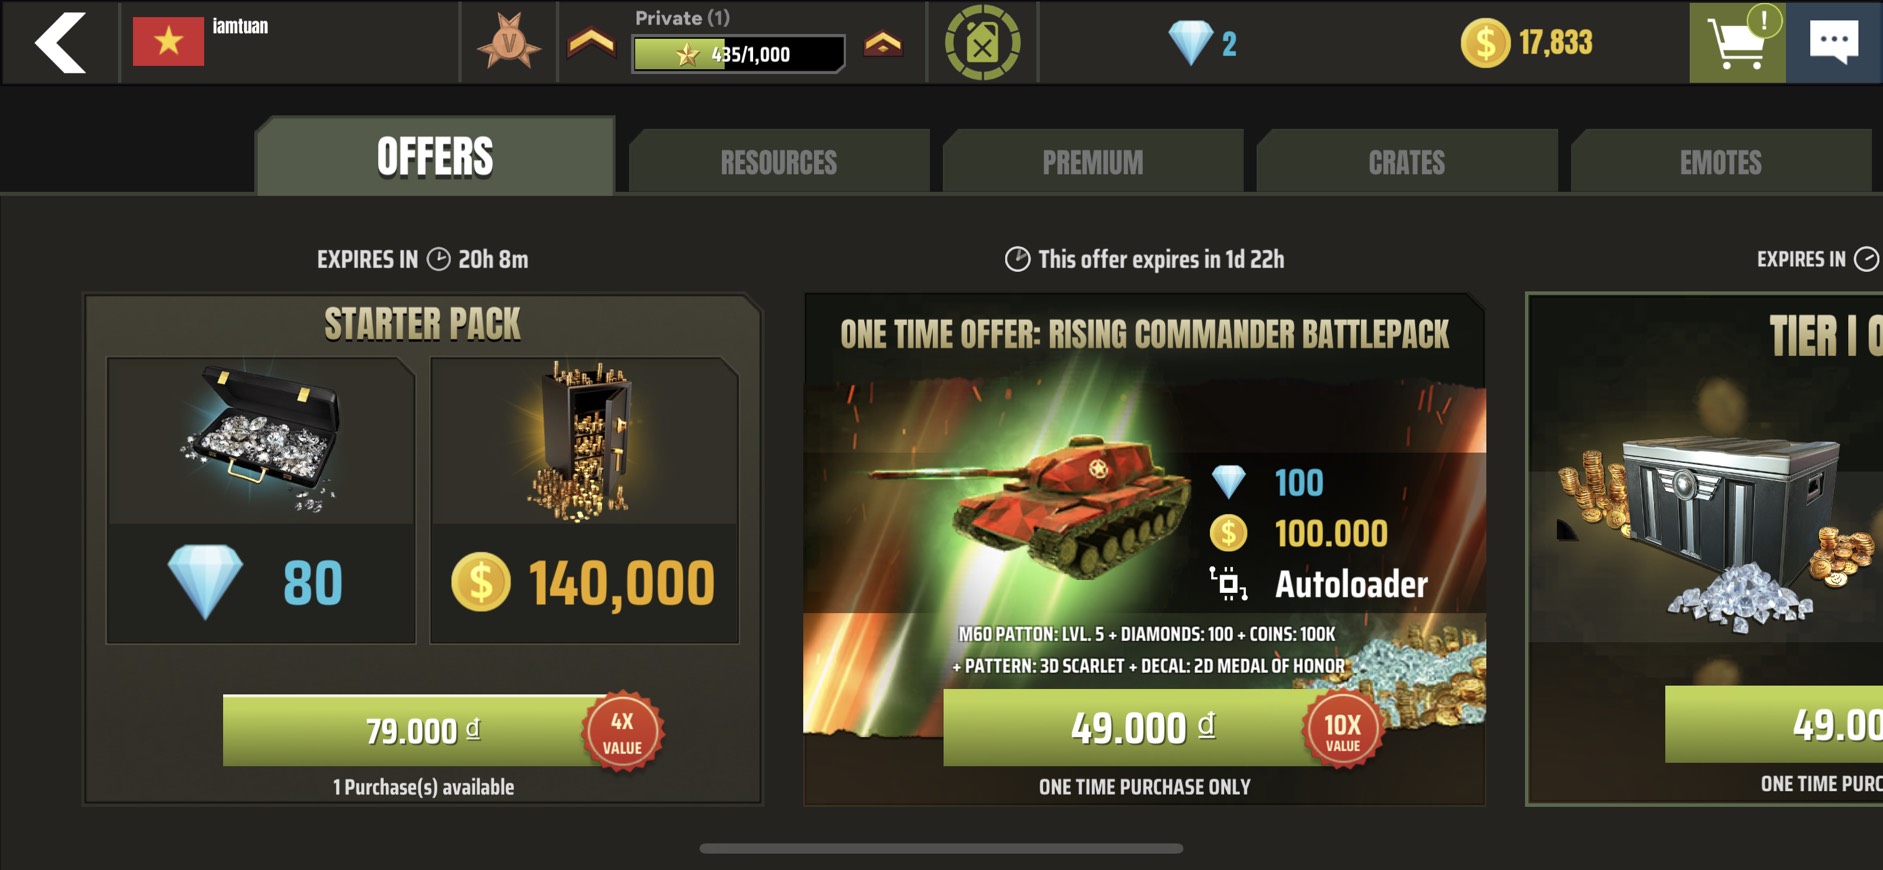 iamtuan
V
Private (1)
435/1,000
2
17,833
!
OFFERS
RESOURCES
PREMIUM
CRATES
EMOTES
EXPIRES IN 20h 8m
This offer expires in 1d 22h
EXPIRES IN
STARTER PACK
80
140,000
79.000 ₫
4X
VALUE
1 Purchase(s) available
ONE TIME OFFER: RISING COMMANDER BATTLEPACK
100
100.000
Autoloader
M60 PATTON: LVL. 5 + DIAMONDS: 100 + COINS: 100K
+ PATTERN: 3D SCARLET + DECAL: 2D MEDAL OF HONOR
49.000 ₫
10X
VALUE
ONE TIME PURCHASE ONLY
TIER I
49.00
ONE TIME PURC